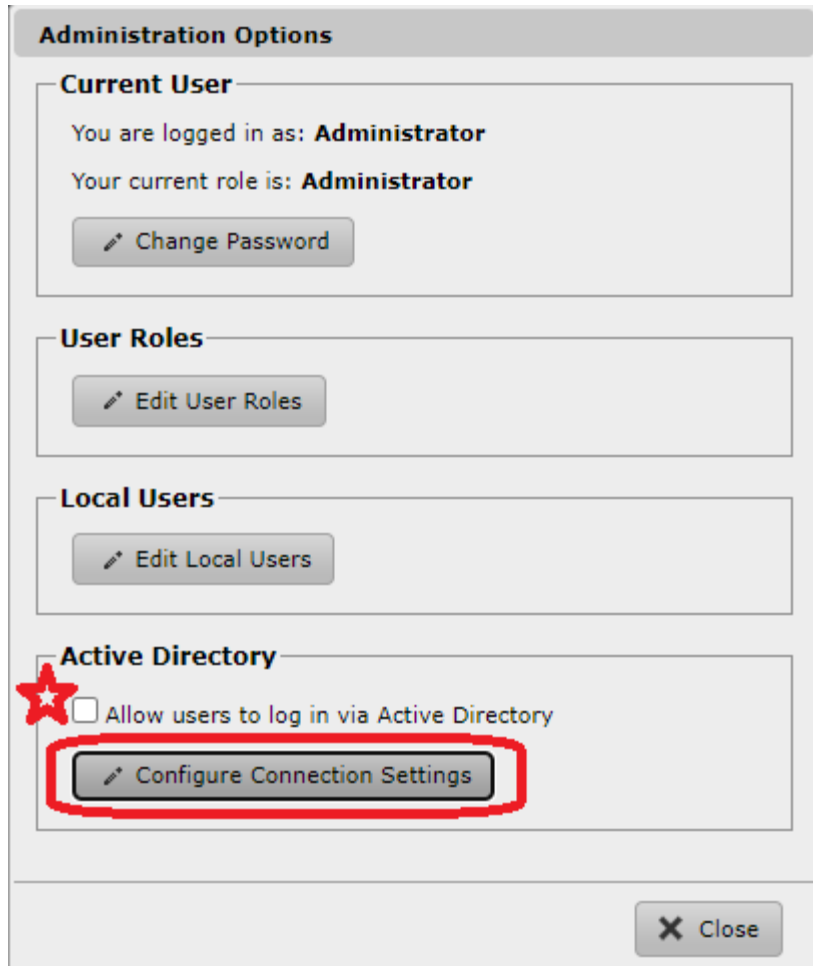 Administration Options
Current User
You are logged in as: Administrator
Your current role is: Administrator
Change Password
User Roles
Edit User Roles
Local Users
Edit Local Users
Active Directory
Allow users to log in via Active Directory
Configure Connection Settings
Close